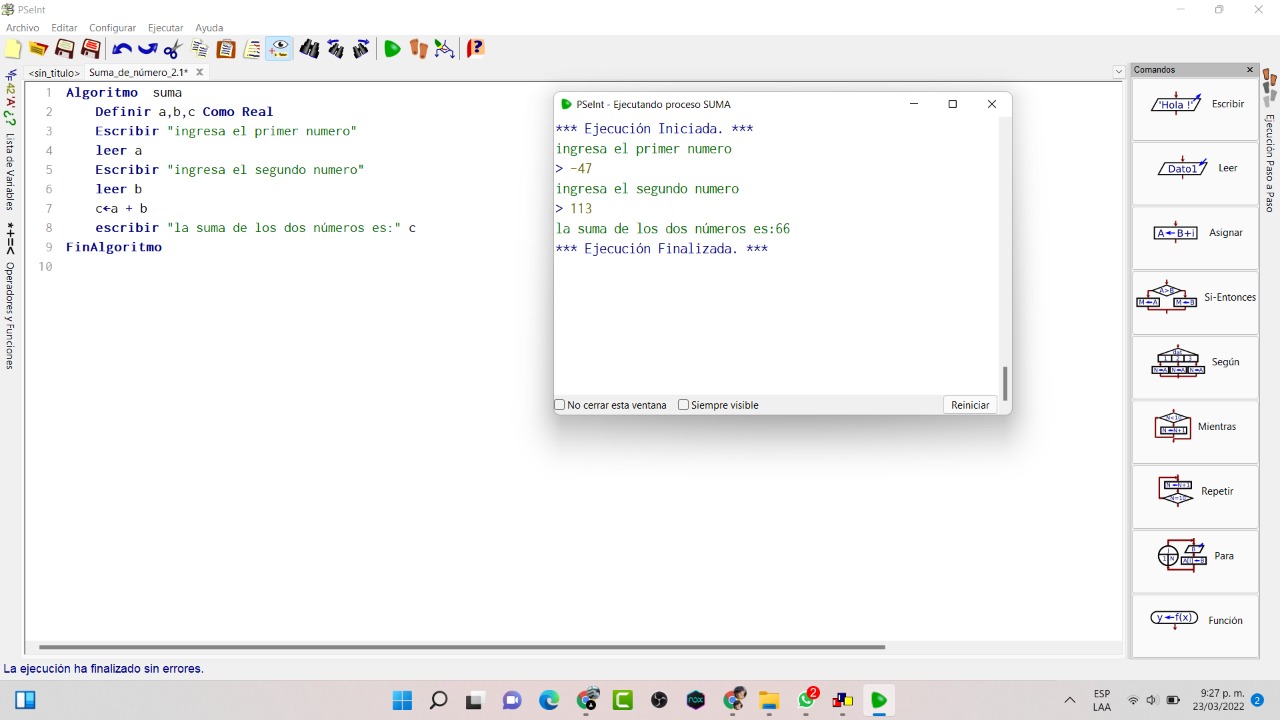 PSeInt
Archivo Editar Configurar Ejecutar Ayuda
<sin_titulo> Suma_de_número_2.1*
1 Algoritmo suma
2 Definir a,b,c Como Real
3 Escribir "ingresa el primer numero"
4 leer a
5 Escribir "ingresa el segundo numero"
6 leer b
7 c←a + b
8 escribir "la suma de los dos números es:" c
9 FinAlgoritmo
10
Lista de Variables
Operadores y Funciones
PSeInt - Ejecutando proceso SUMA
*** Ejecución Iniciada. ***
ingresa el primer numero
> -47
ingresa el segundo numero
> 113
la suma de los dos números es:66
*** Ejecución Finalizada. ***
No cerrar esta ventana Siempre visible Reiniciar
Comandos
'Hola !' Escribir
Dato1 Leer
A←B+i Asignar
A>B M←A M←B Si-Entonces
Según
Mientras
Repetir
Para
y←f(x) Función
Ejecución Paso a Paso
La ejecución ha finalizado sin errores.
nox
2
ESP
LAA
9:27 p. m.
23/03/2022
2